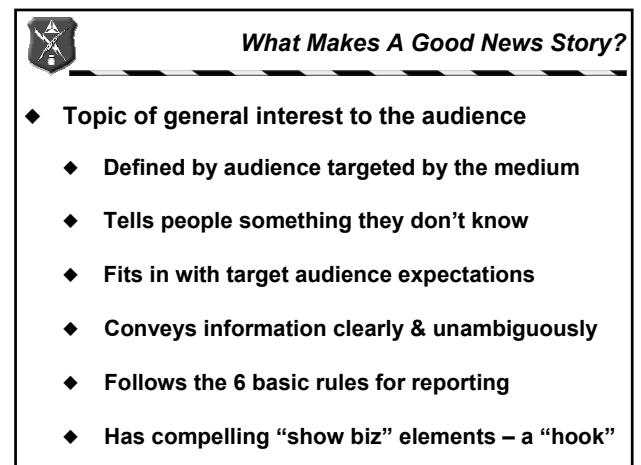 What Makes A Good News Story?
◆ Topic of general interest to the audience
◆ Defined by audience targeted by the medium
◆ Tells people something they don’t know
◆ Fits in with target audience expectations
◆ Conveys information clearly & unambiguously
◆ Follows the 6 basic rules for reporting
◆ Has compelling “show biz” elements – a “hook”